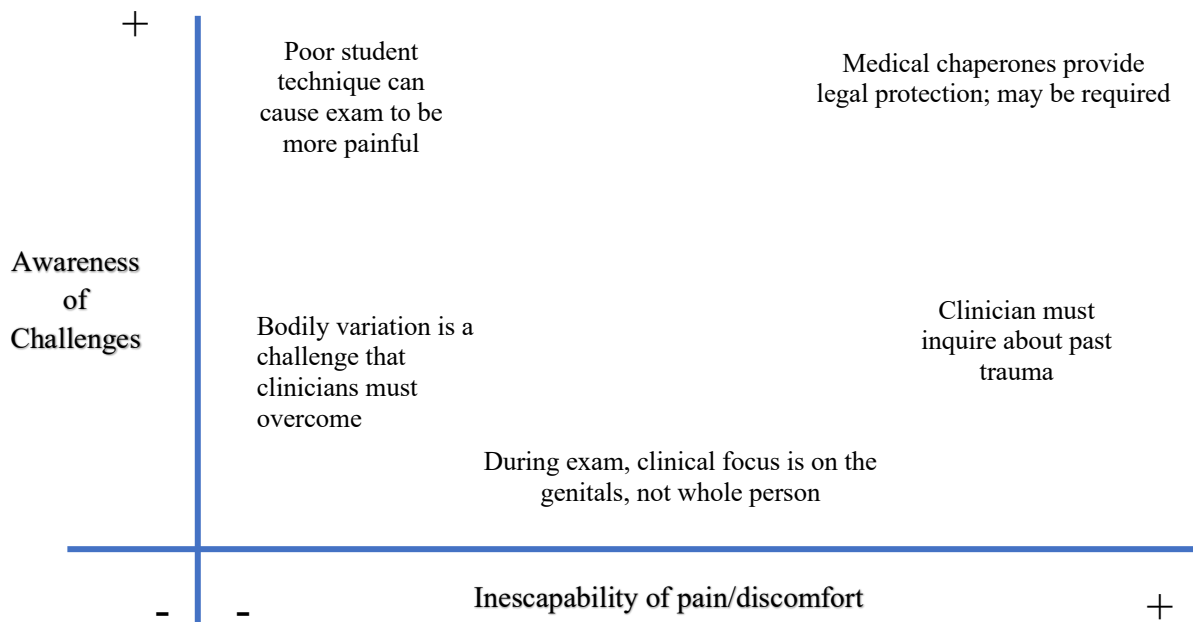 +
Poor student
technique can
cause exam to be
more painful
Medical chaperones provide
legal protection; may be required
Awareness
of
Challenges
Bodily variation is a
challenge that
clinicians must
overcome
Clinician must
inquire about past
trauma
During exam, clinical focus is on the
genitals, not whole person
- -
Inescapability of pain/discomfort
+